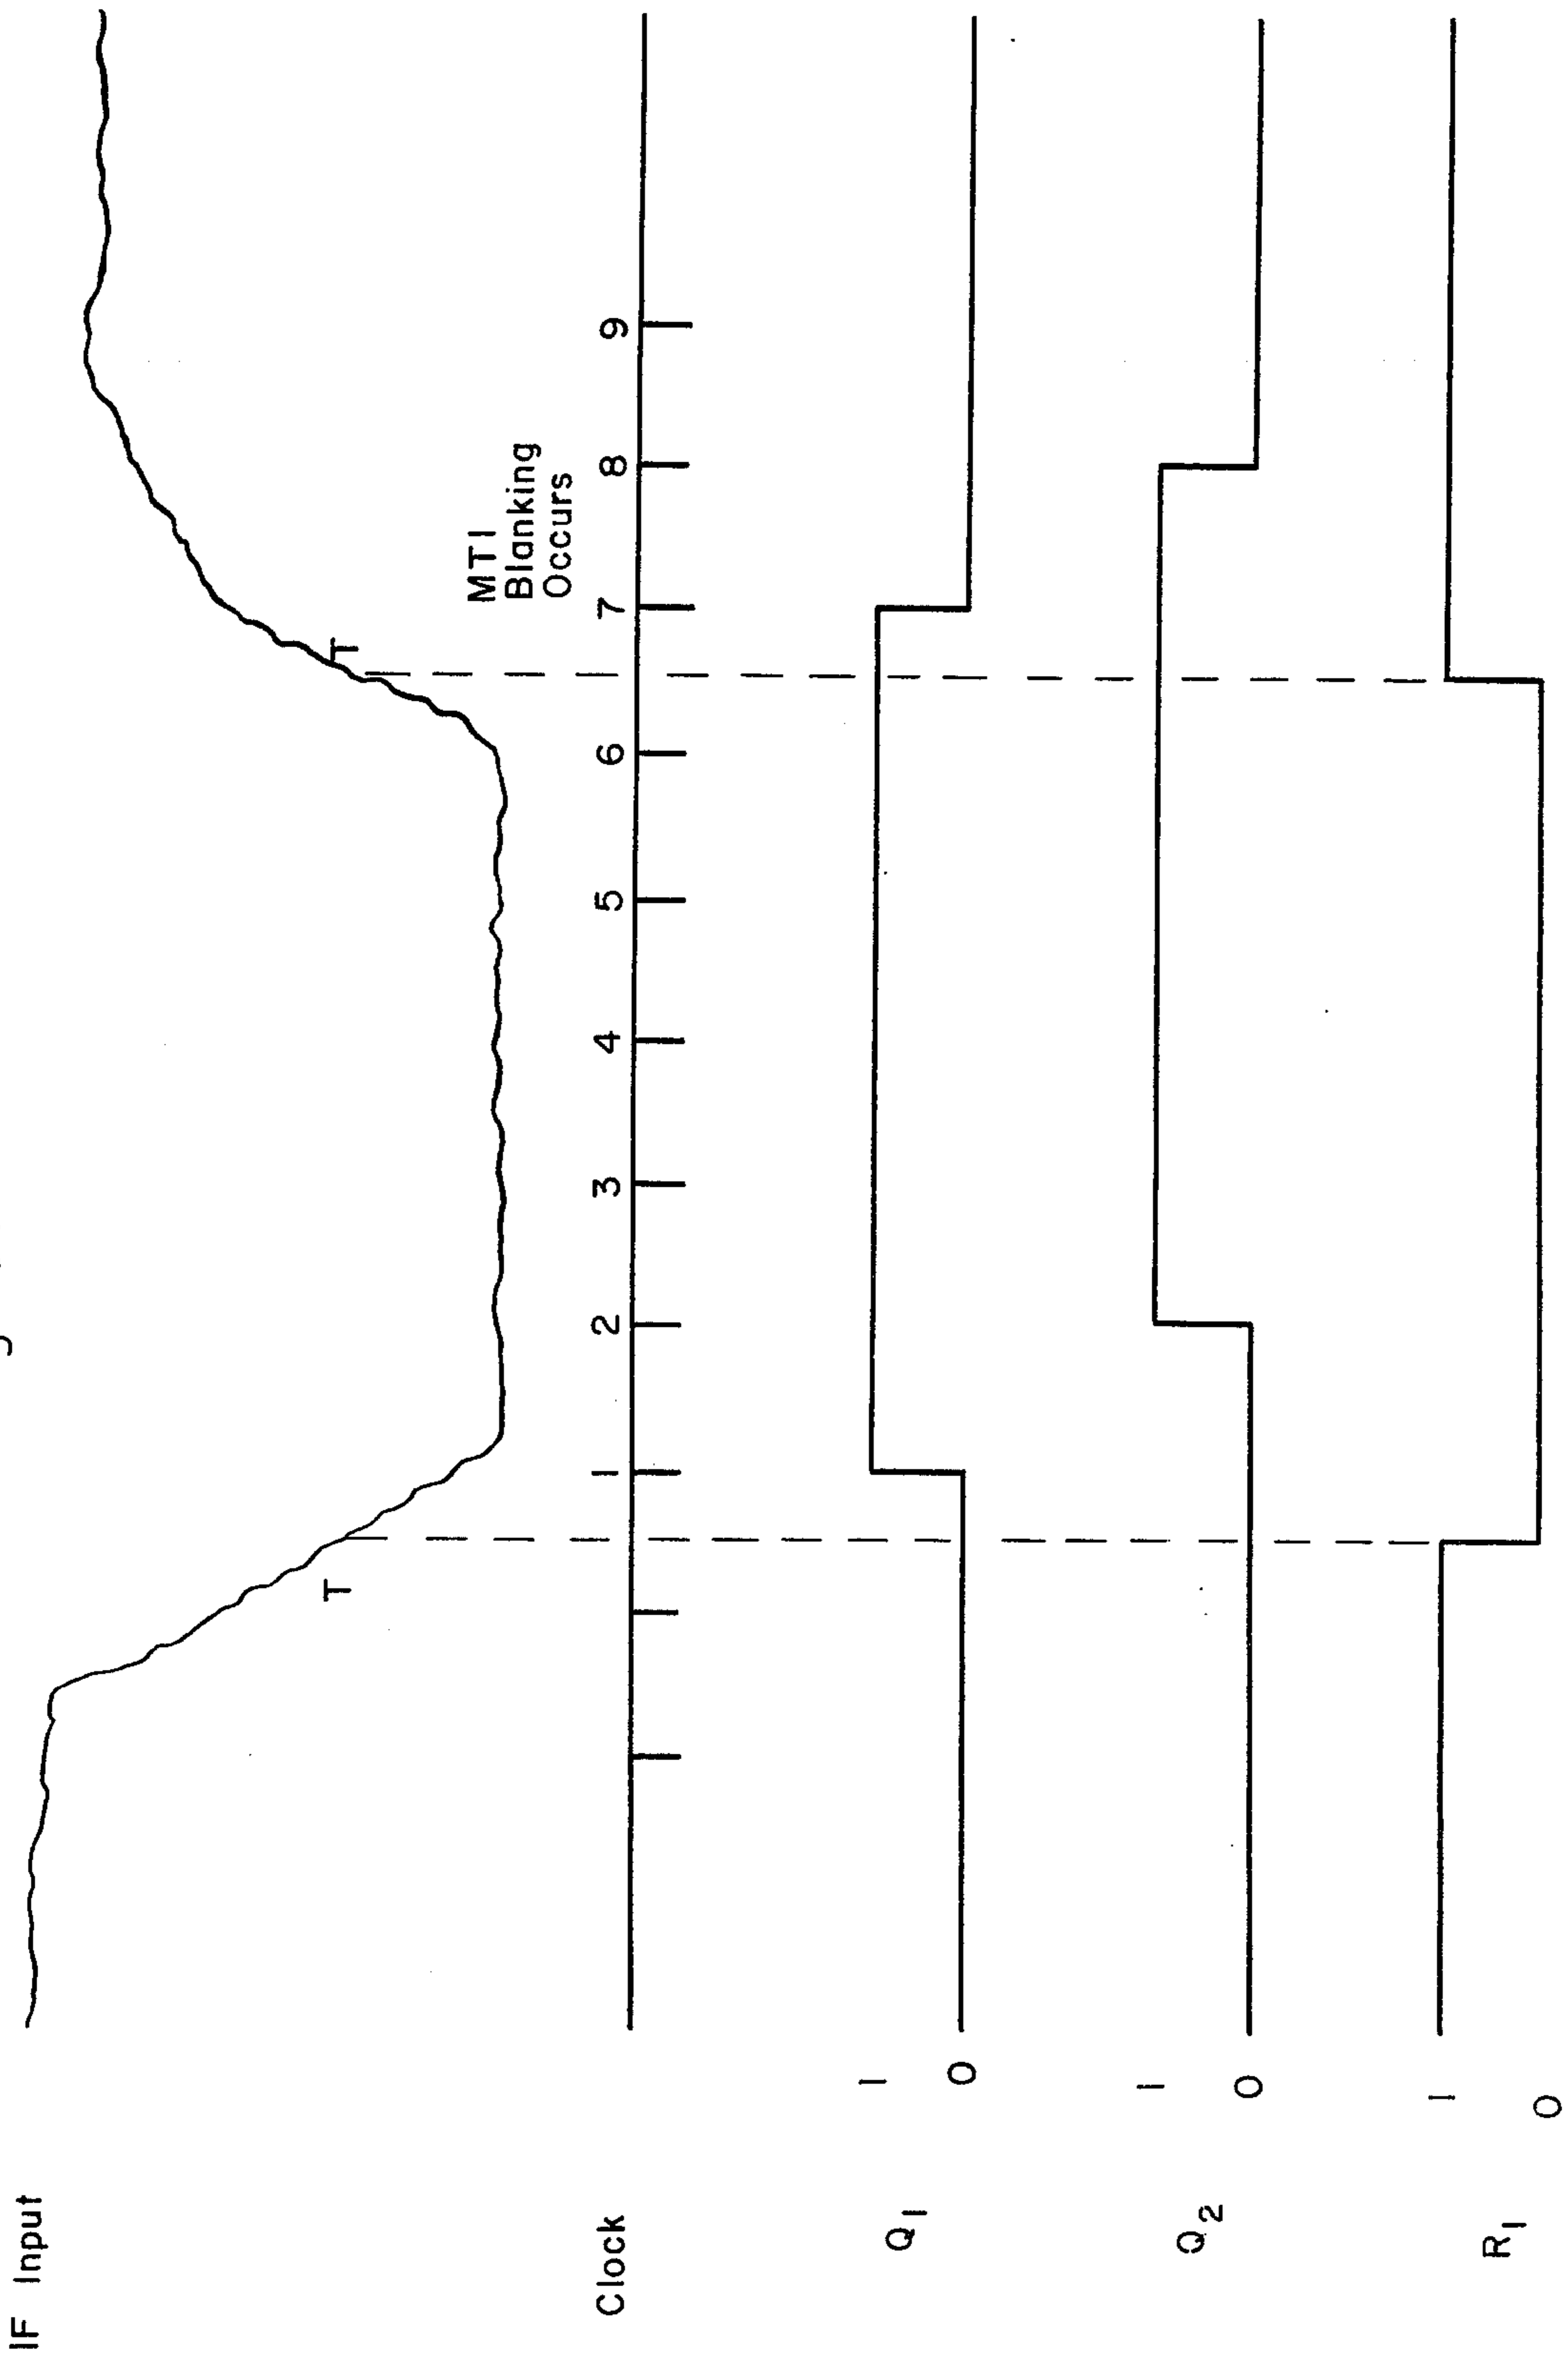 IF Input
T
T
MTI
Blanking
Occurs
Clock
1 2 3 4 5 6 7 8 9
Q1
1
0
Q2
1
0
R1
1
0